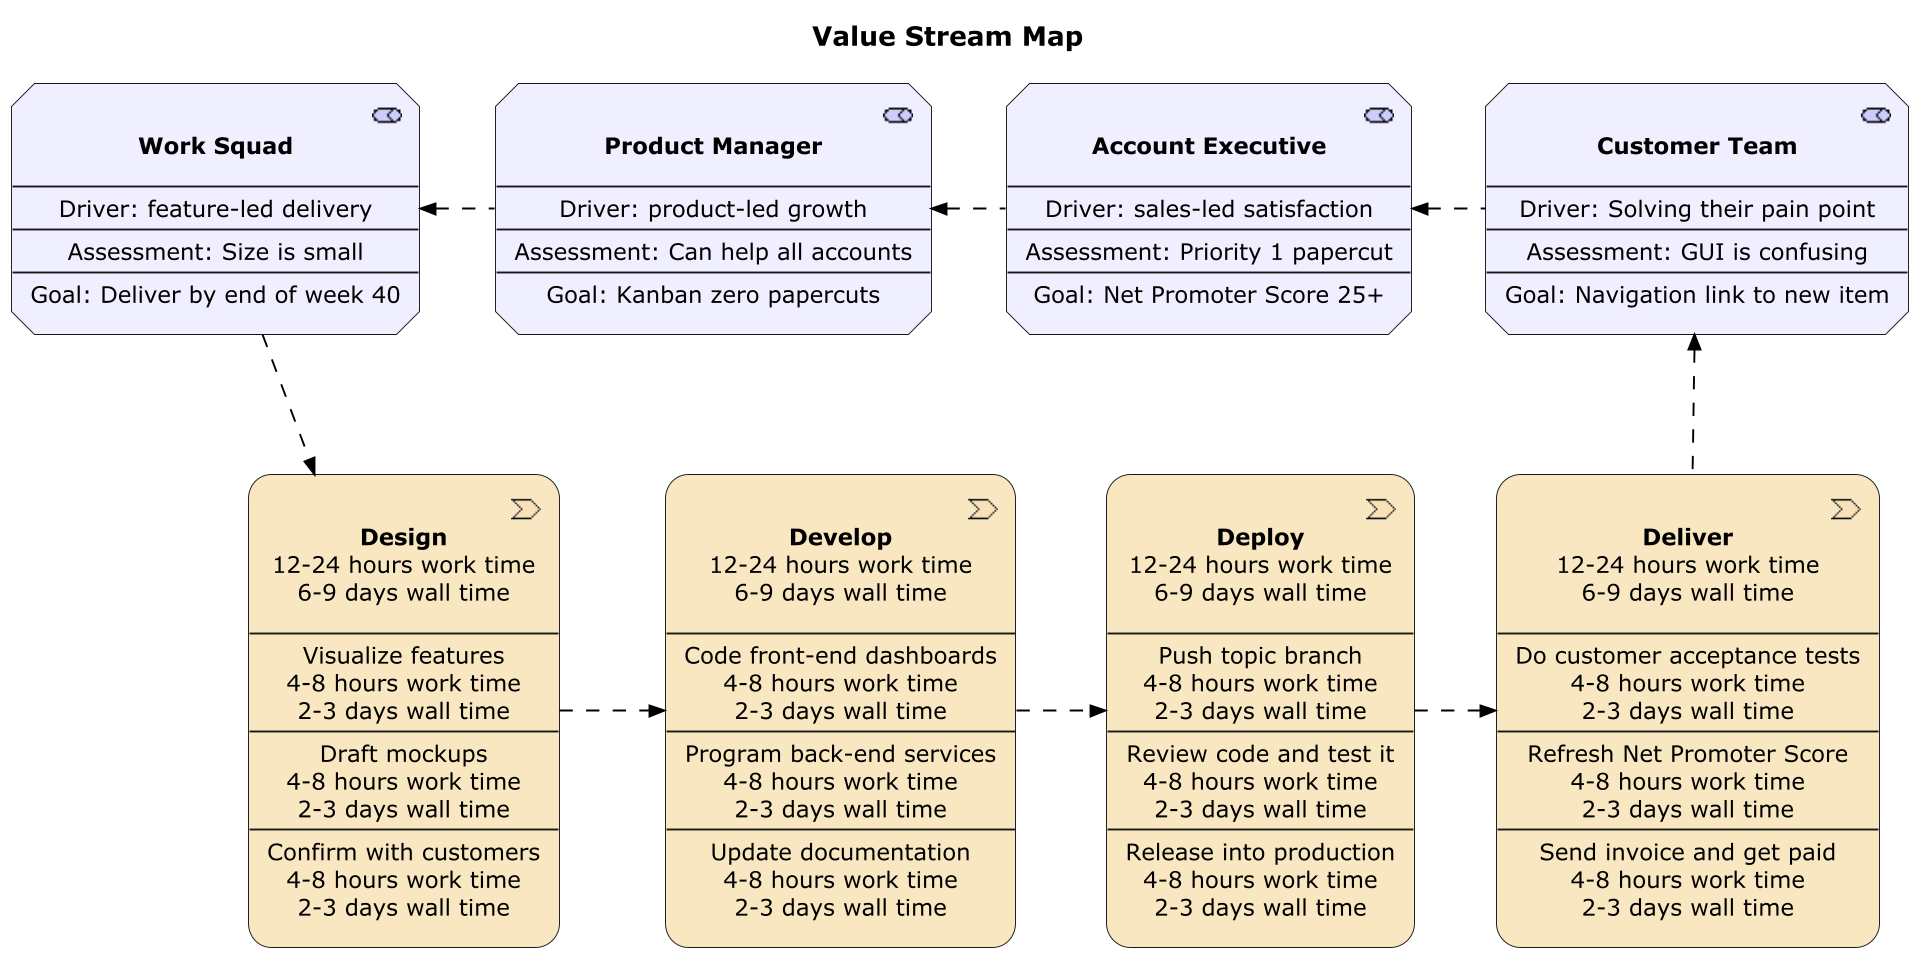 Value Stream Map
Work Squad
Driver: feature-led delivery
Assessment: Size is small
Goal: Deliver by end of week 40
Product Manager
Driver: product-led growth
Assessment: Can help all accounts
Goal: Kanban zero papercuts
Account Executive
Driver: sales-led satisfaction
Assessment: Priority 1 papercut
Goal: Net Promoter Score 25+
Customer Team
Driver: Solving their pain point
Assessment: GUI is confusing
Goal: Navigation link to new item
Design
12-24 hours work time
6-9 days wall time
Visualize features
4-8 hours work time
2-3 days wall time
Draft mockups
4-8 hours work time
2-3 days wall time
Confirm with customers
4-8 hours work time
2-3 days wall time
Develop
12-24 hours work time
6-9 days wall time
Code front-end dashboards
4-8 hours work time
2-3 days wall time
Program back-end services
4-8 hours work time
2-3 days wall time
Update documentation
4-8 hours work time
2-3 days wall time
Deploy
12-24 hours work time
6-9 days wall time
Push topic branch
4-8 hours work time
2-3 days wall time
Review code and test it
4-8 hours work time
2-3 days wall time
Release into production
4-8 hours work time
2-3 days wall time
Deliver
12-24 hours work time
6-9 days wall time
Do customer acceptance tests
4-8 hours work time
2-3 days wall time
Refresh Net Promoter Score
4-8 hours work time
2-3 days wall time
Send invoice and get paid
4-8 hours work time
2-3 days wall time